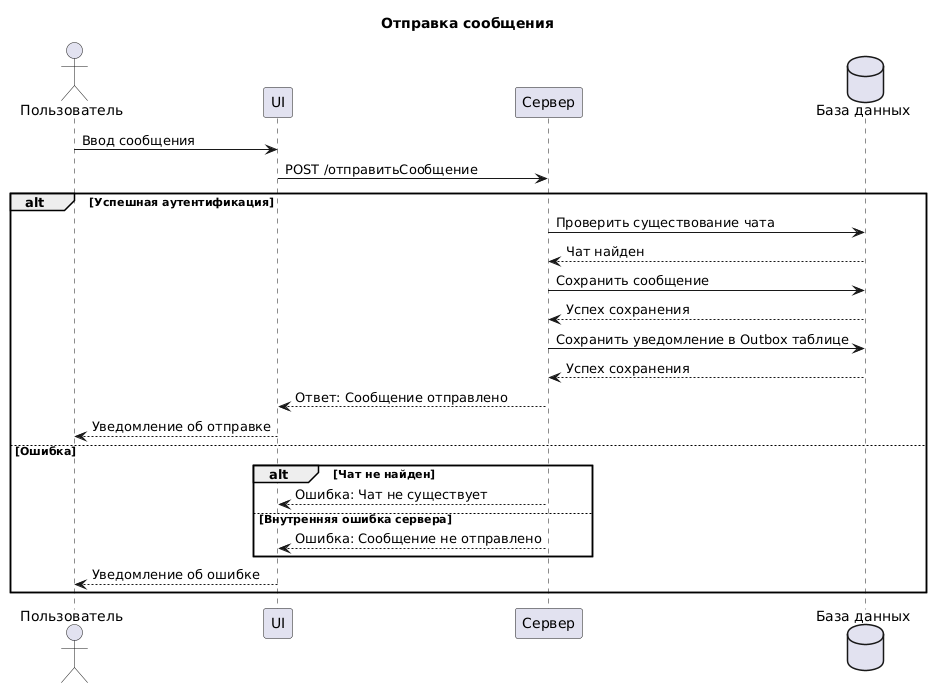 Отправка сообщения
Пользователь
UI
Сервер
База данных
Ввод сообщения
POST /отправитьСообщение
alt [Успешная аутентификация]
Проверить существование чата
Чат найден
Сохранить сообщение
Успех сохранения
Сохранить уведомление в Outbox таблице
Успех сохранения
Ответ: Сообщение отправлено
Уведомление об отправке
[Ошибка]
alt [Чат не найден]
Ошибка: Чат не существует
[Внутренняя ошибка сервера]
Ошибка: Сообщение не отправлено
Уведомление об ошибке
Пользователь
UI
Сервер
База данных